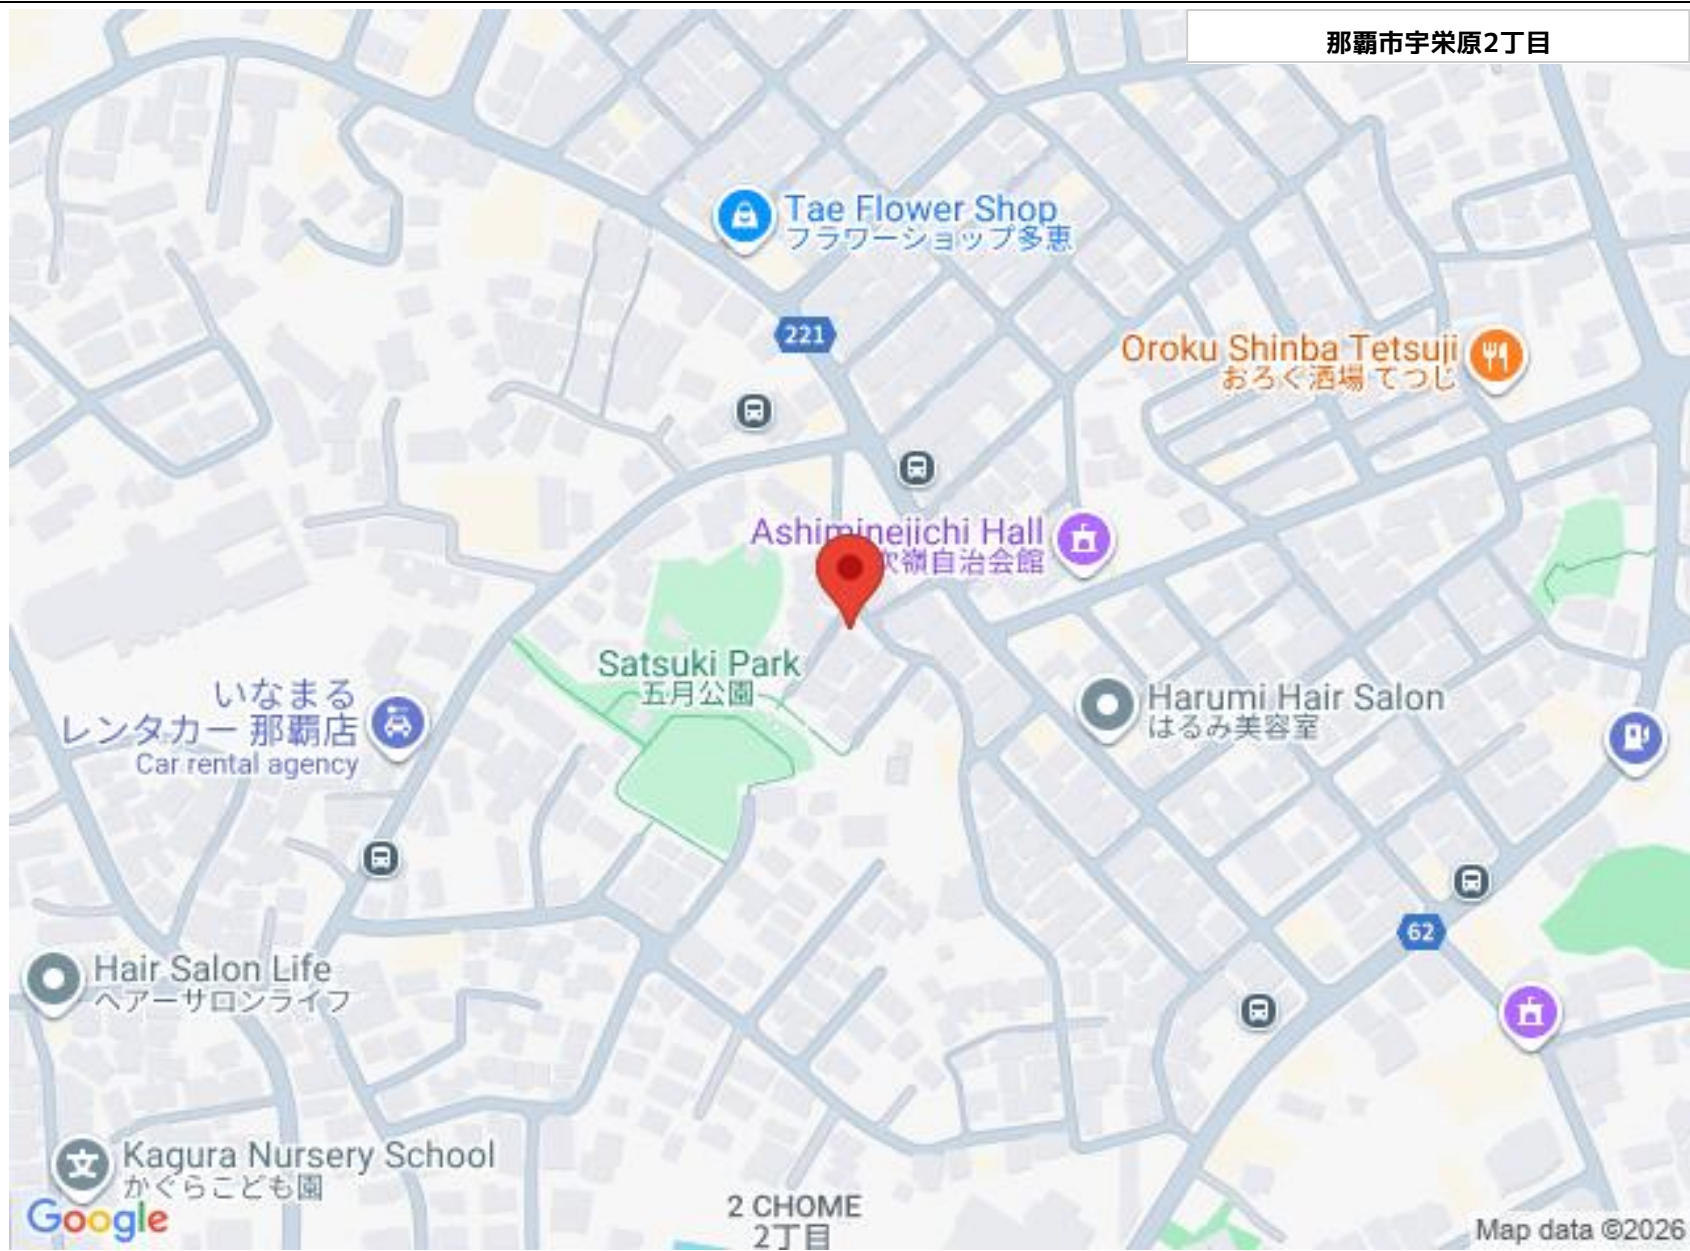 那覇市宇栄原2丁目
Tae Flower Shop
フラワーショップ多恵
221
Oroku Shinba Tetsuji
おろく酒場 てつじ
Ashiminejichi Hall
次嶺自治会館
Satsuki Park
五月公園
いなまる
レンタカー 那覇店
Car rental agency
Harumi Hair Salon
はるみ美容室
62
Hair Salon Life
ヘアーサロンライフ
Kagura Nursery School
かぐらこども園
Google
2 CHOME
2丁目
Map data ©2026